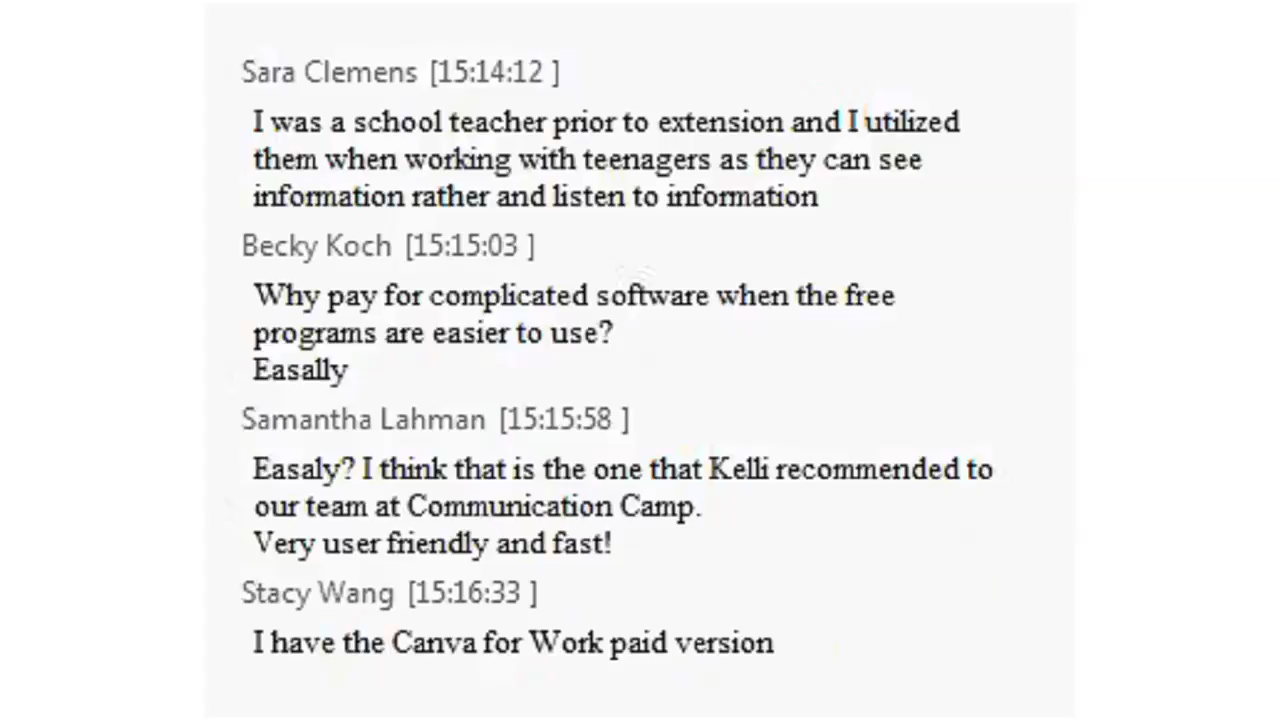 Sara Clemens [15:14:12 ]
I was a school teacher prior to extension and I utilized
them when working with teenagers as they can see
information rather and listen to information
Becky Koch [15:15:03 ]
Why pay for complicated software when the free
programs are easier to use?
Easally
Samantha Lahman [15:15:58 ]
Easaly? I think that is the one that Kelli recommended to
our team at Communication Camp.
Very user friendly and fast!
Stacy Wang [15:16:33 ]
I have the Canva for Work paid version